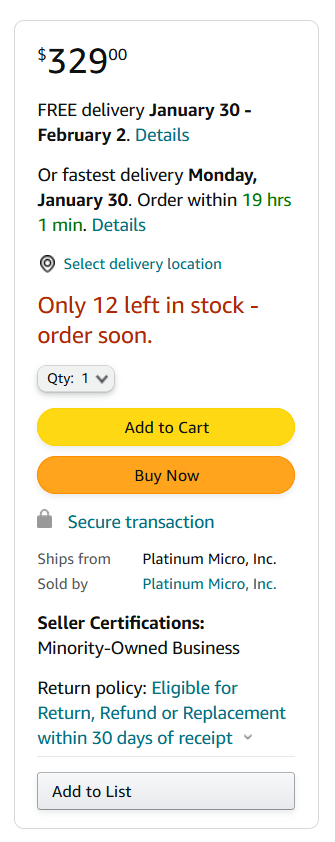 $32900
FREE delivery January 30 -
February 2. Details
Or fastest delivery Monday,
January 30. Order within 19 hrs
1 min. Details
Select delivery location
Only 12 left in stock -
order soon.
Qty: 1
Add to Cart
Buy Now
Secure transaction
Ships from Platinum Micro, Inc.
Sold by Platinum Micro, Inc.
Seller Certifications:
Minority-Owned Business
Return policy: Eligible for
Return, Refund or Replacement
within 30 days of receipt
Add to List